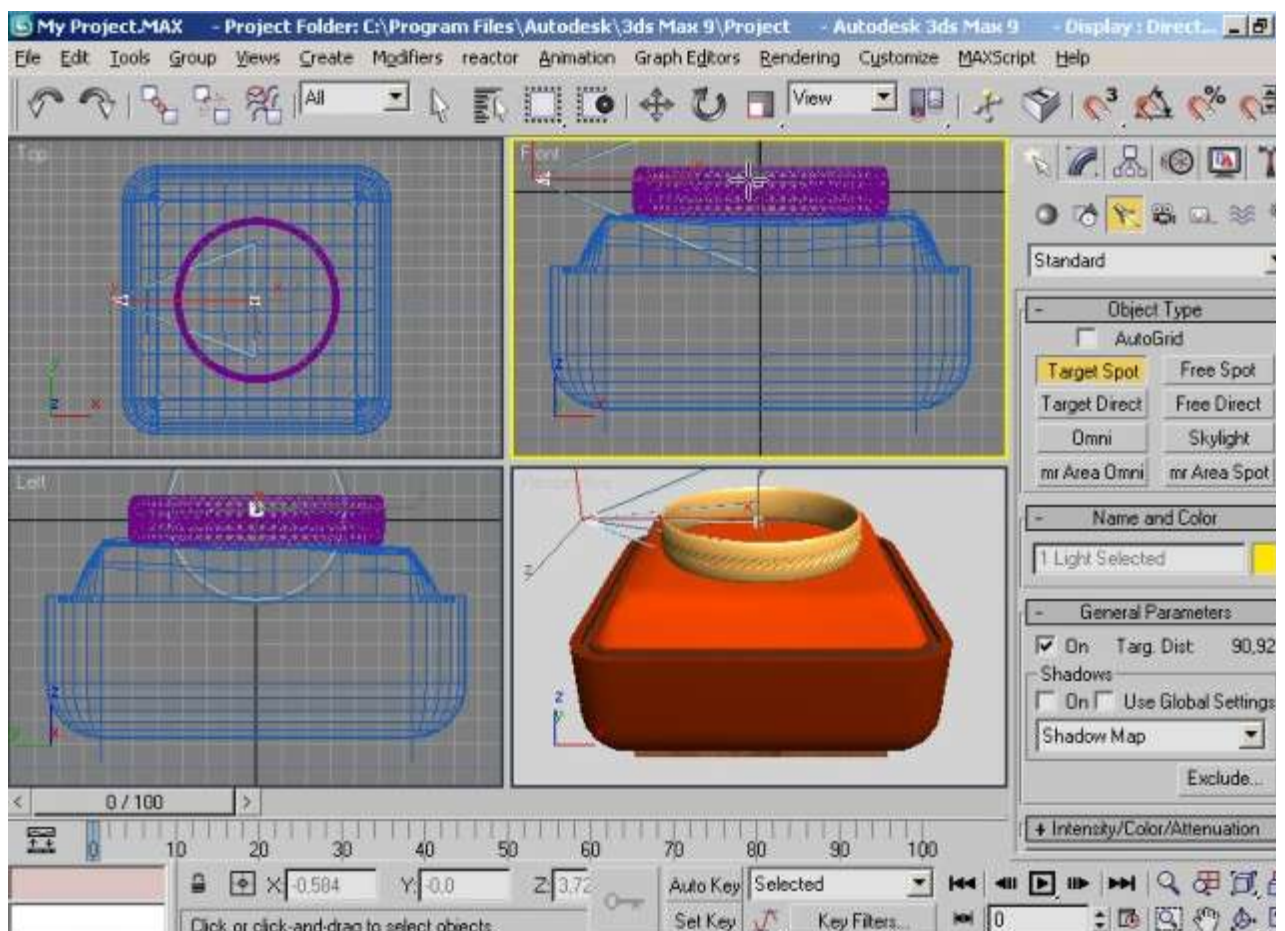 My Project.MAX - Project Folder: C:\Program Files\Autodesk\3ds Max 9\Project - Autodesk 3ds Max 9 - Display : Direct...
File Edit Tools Group Views Create Modifiers reactor Animation Graph Editors Rendering Customize MAXScript Help
All View 3 %
Top
Front
Standard
- Object Type
AutoGrid
Target Spot Free Spot
Target Direct Free Direct
Omni Skylight
mr Area Omni mr Area Spot
Left
- Name and Color
1 Light Selected
- General Parameters
On Targ. Dist: 90,92
Shadows
On Use Global Settings
Shadow Map
Exclude...
+ Intensity/Color/Attenuation
< 0 / 100 >
0 10 20 30 40 50 60 70 80 90 100
X: -0,584 Y: -0,0 Z: 3,72 Auto Key Selected
Click or click-and-drag to select objects Set Key Key Filters... 0